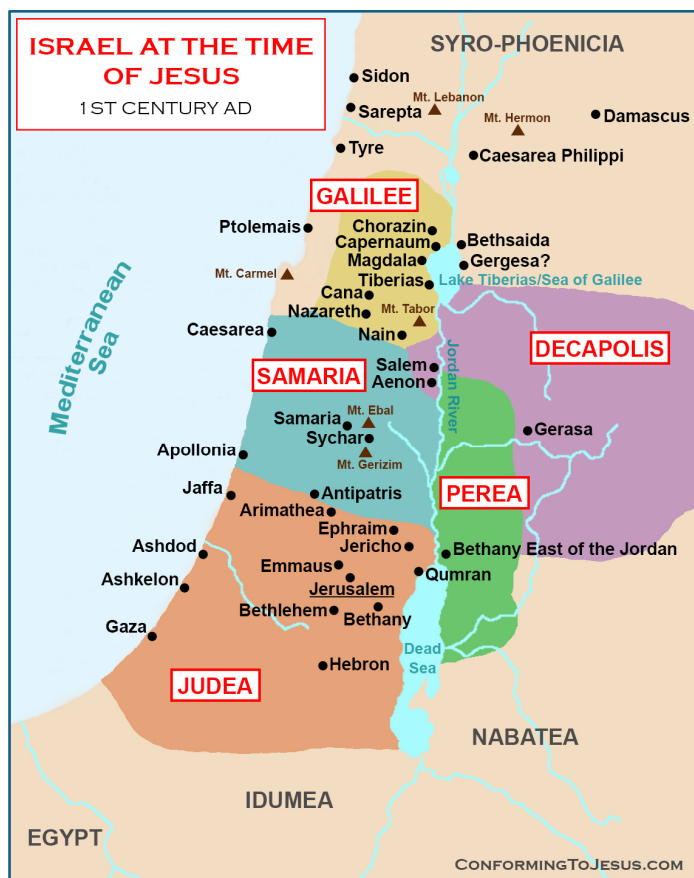 ISRAEL AT THE TIME
OF JESUS
1ST CENTURY AD
SYRO-PHOENICIA
Sidon
Mt. Lebanon
Sarepta
Mt. Hermon
Damascus
Tyre
Caesarea Philippi
GALILEE
Ptolemais
Chorazin
Capernaum
Bethsaida
Magdala
Gergesa?
Mt. Carmel
Tiberias
Lake Tiberias/Sea of Galilee
Cana
Nazareth
Mt. Tabor
Mediterranean
Sea
Caesarea
Nain
DECAPOLIS
Jordan River
SAMARIA
Salem
Aenon
Samaria
Mt. Ebal
Sychar
Gerasa
Apollonia
Mt. Gerizim
Jaffa
Antipatris
PEREA
Arimathea
Ephraim
Ashdod
Jericho
Bethany East of the Jordan
Emmaus
Qumran
Ashkelon
Jerusalem
Bethlehem
Bethany
Gaza
Dead
Sea
Hebron
JUDEA
NABATEA
IDUMEA
EGYPT
CONFORMINGTOJESUS.COM